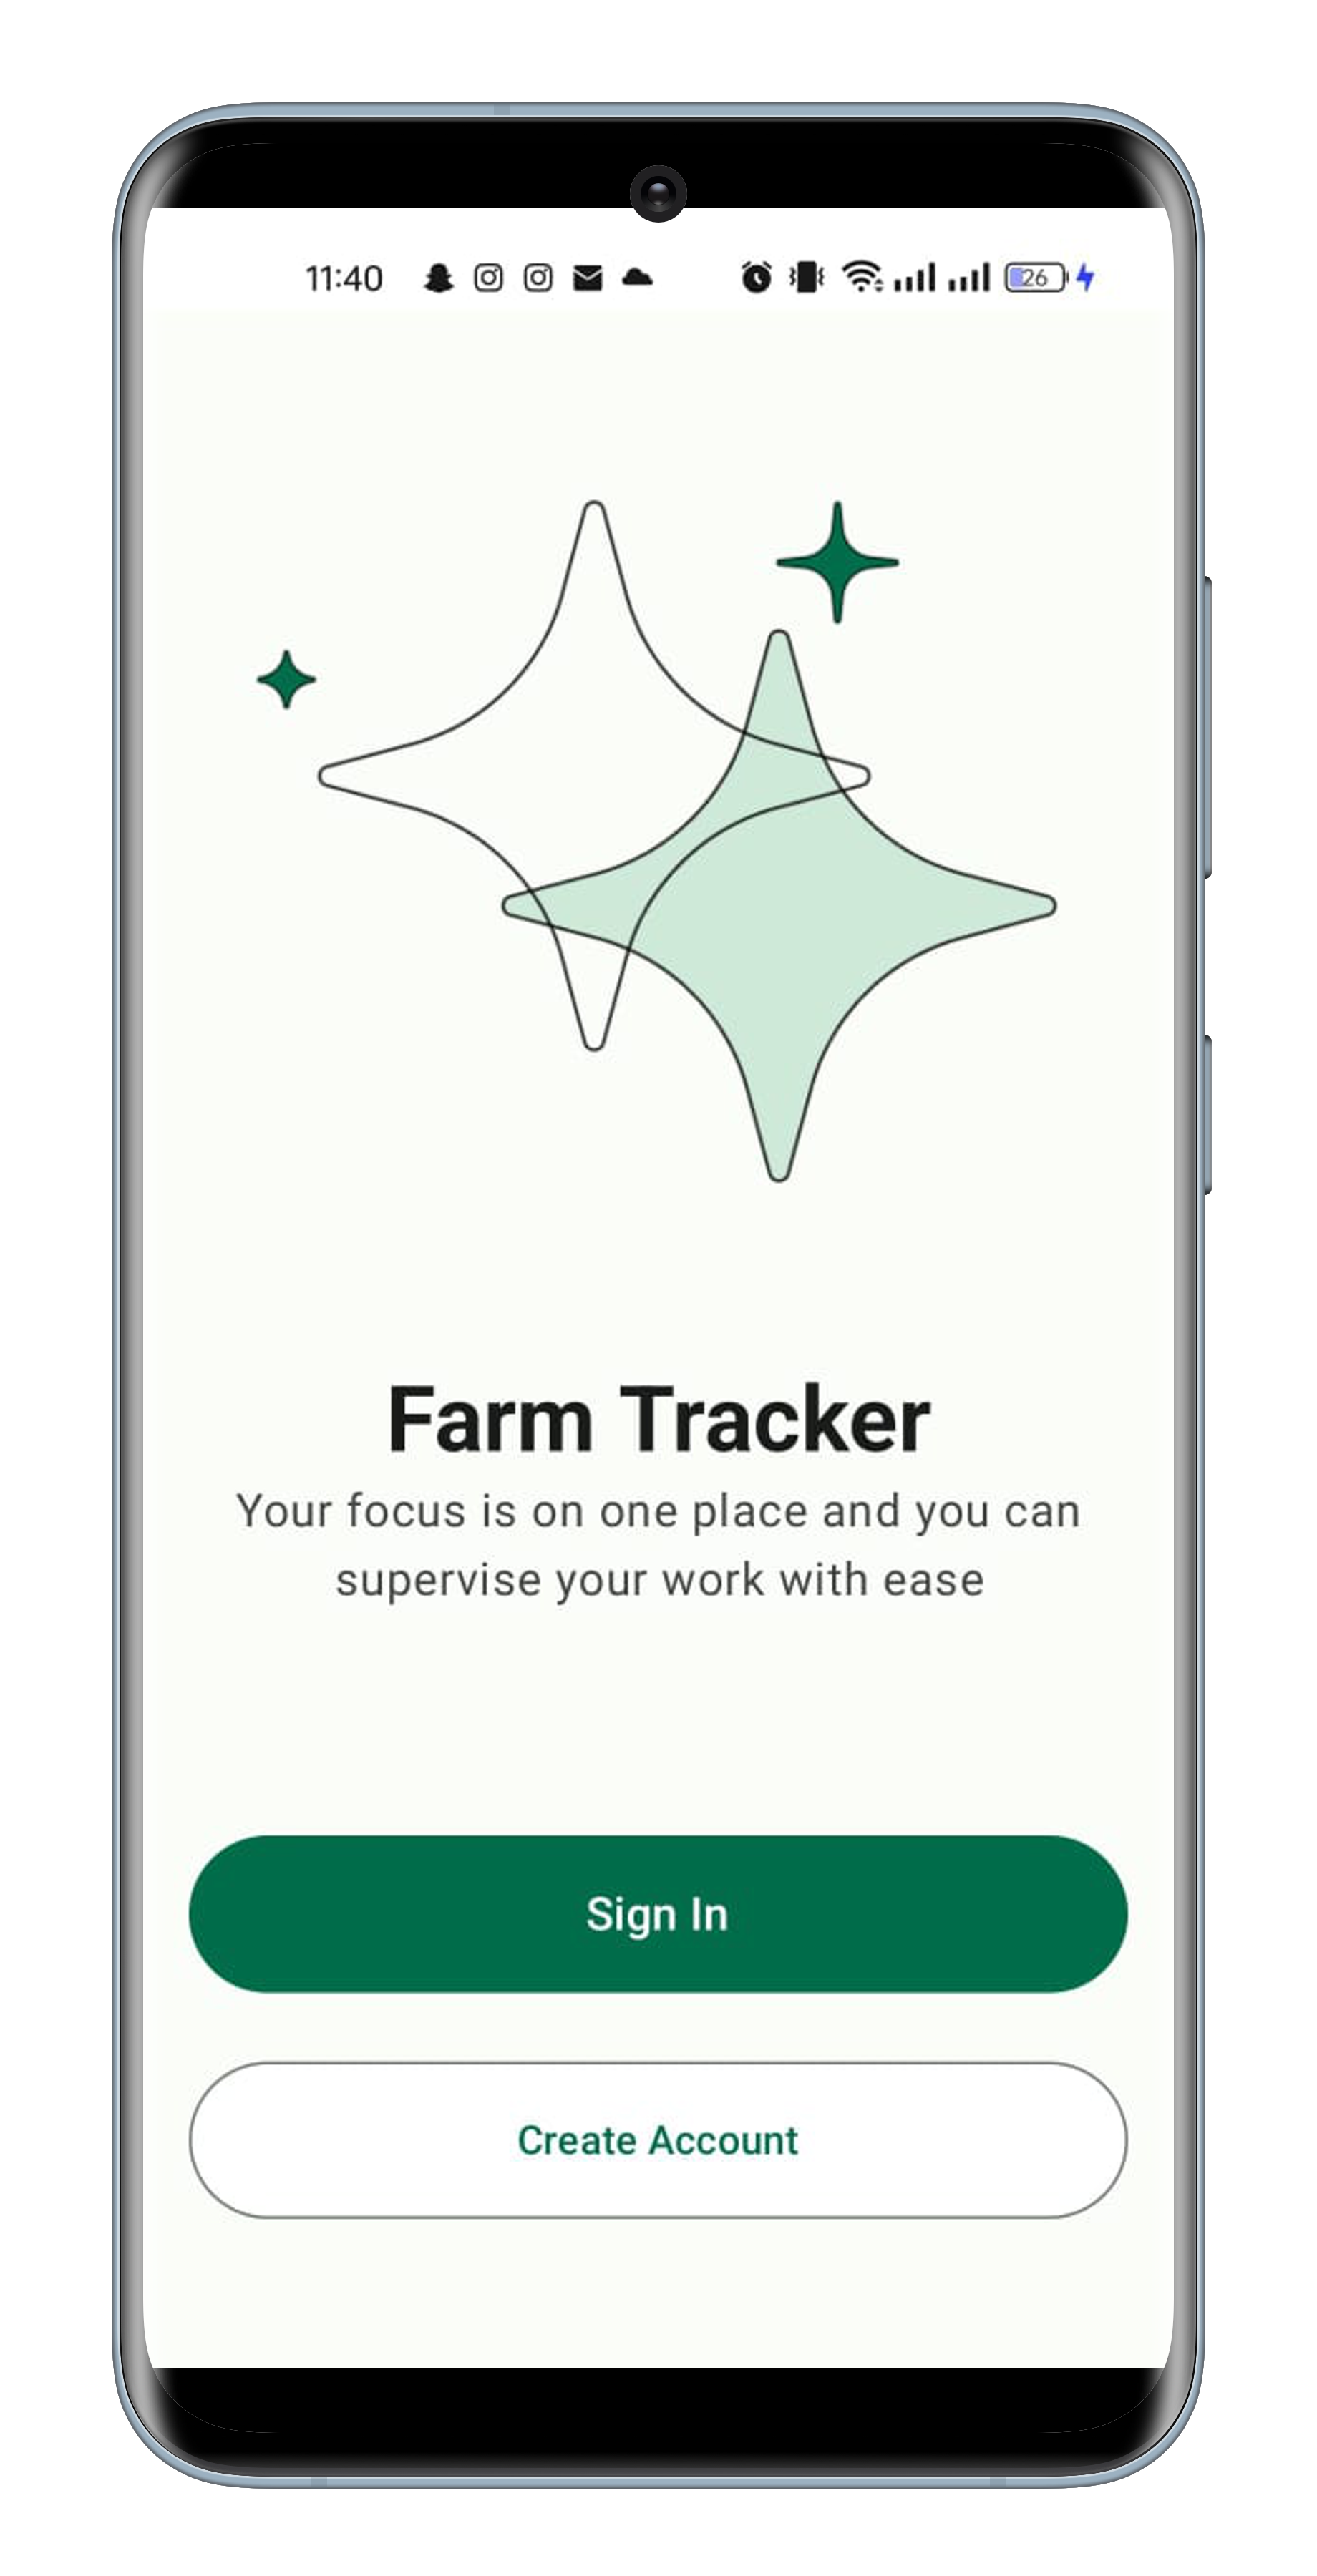 11:40 26
Farm Tracker
Your focus is on one place and you can
supervise your work with ease
Sign In
Create Account